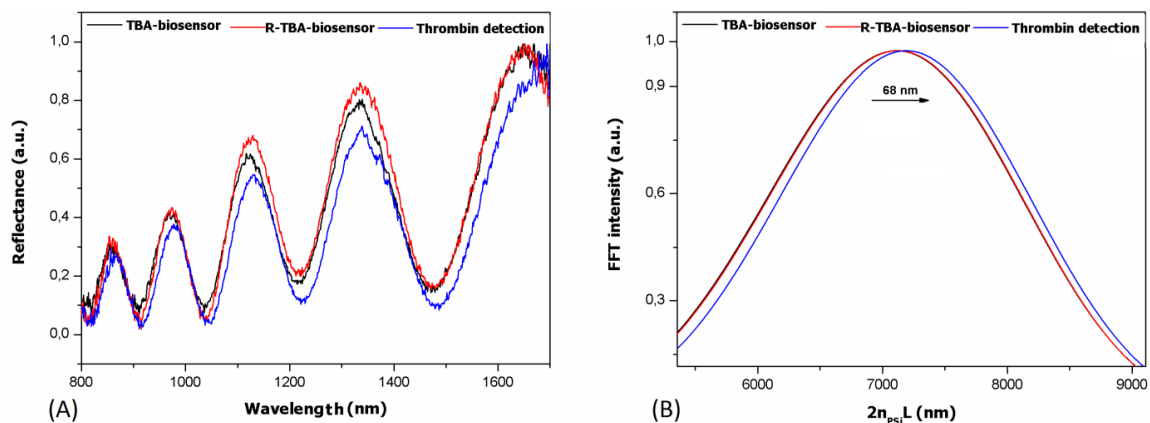 TBA-biosensor R-TBA-biosensor Thrombin detection
1,0
0,8
0,6
0,4
0,2
0,0
Reflectance (a.u.)
800 1000 1200 1400 1600
Wavelength (nm)
(A)
TBA-biosensor R-TBA-biosensor Thrombin detection
1,0
0,9
0,6
0,3
FFT intensity (a.u.)
68 nm
6000 7000 8000 9000
2nPSiL (nm)
(B)